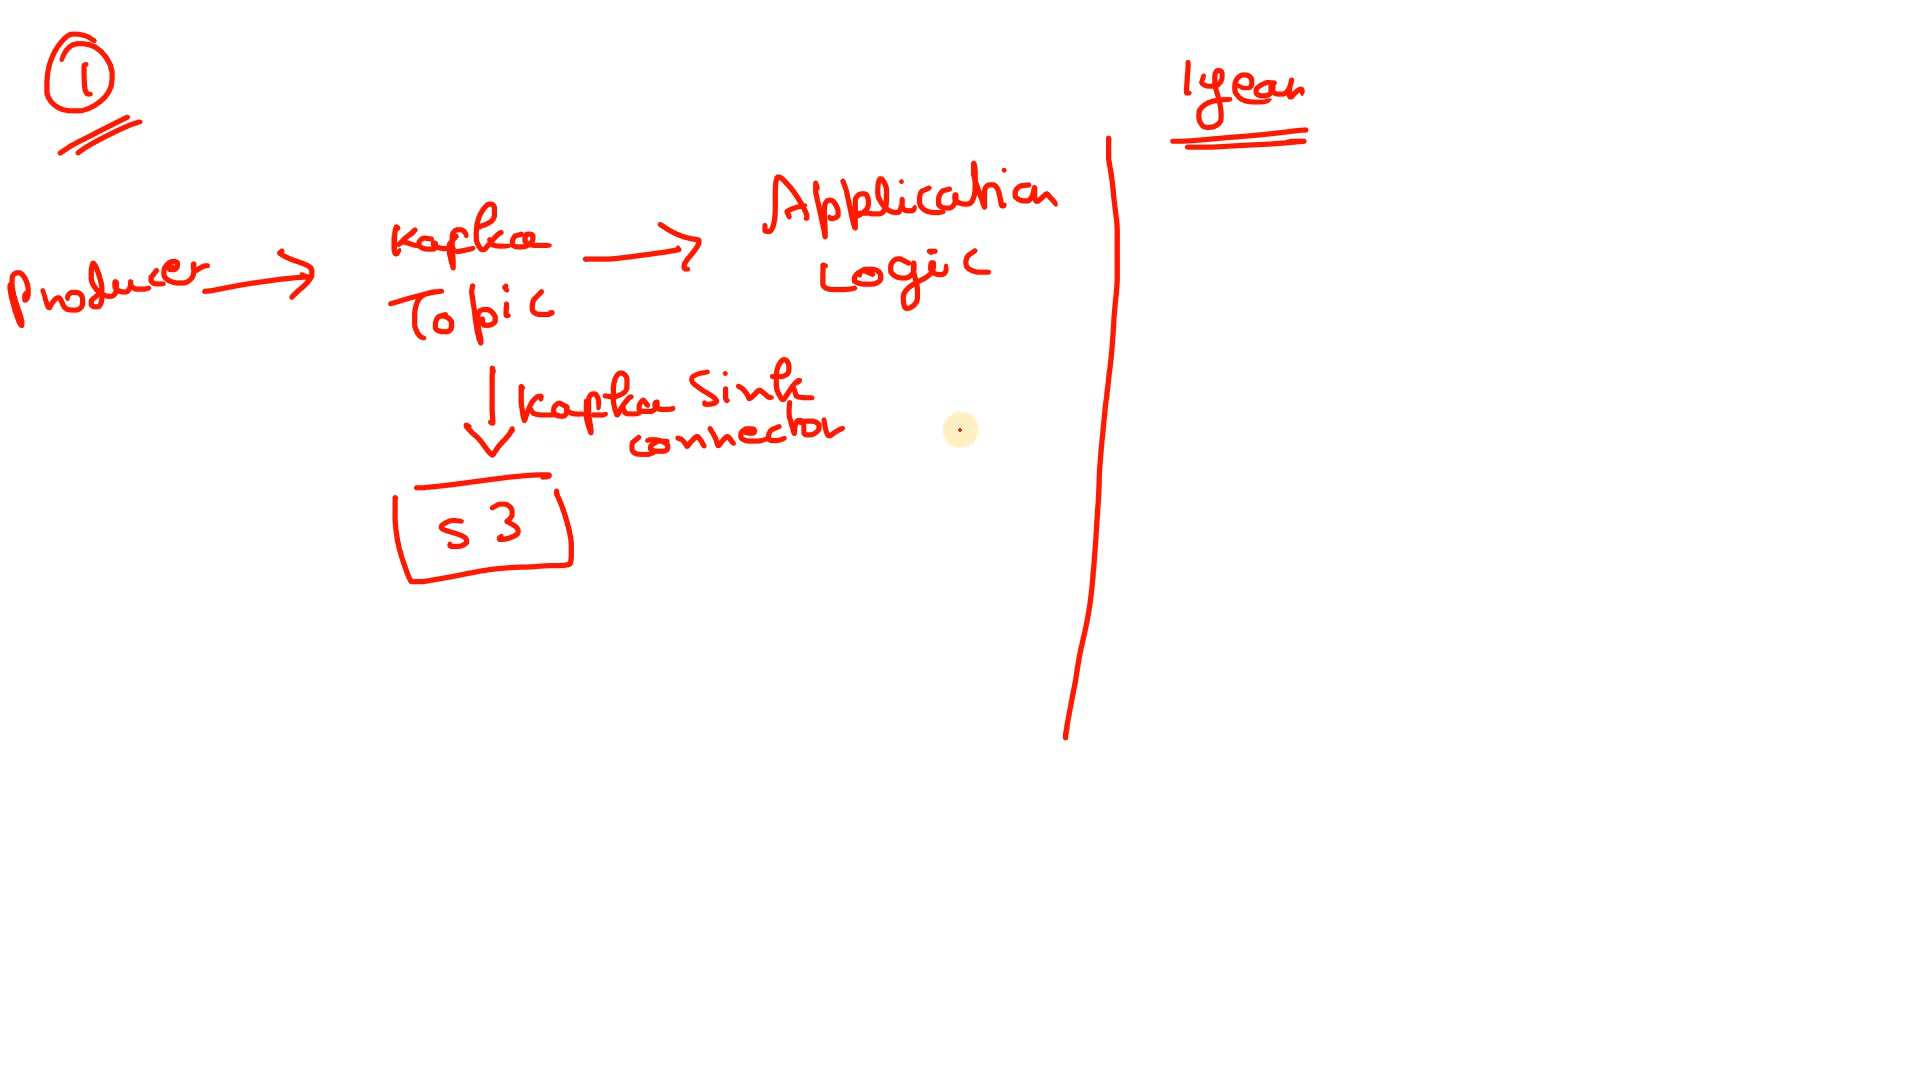 1
1year
Producer
Kafka
Topic
Application
Logic
Kafka Sink
connector
S3